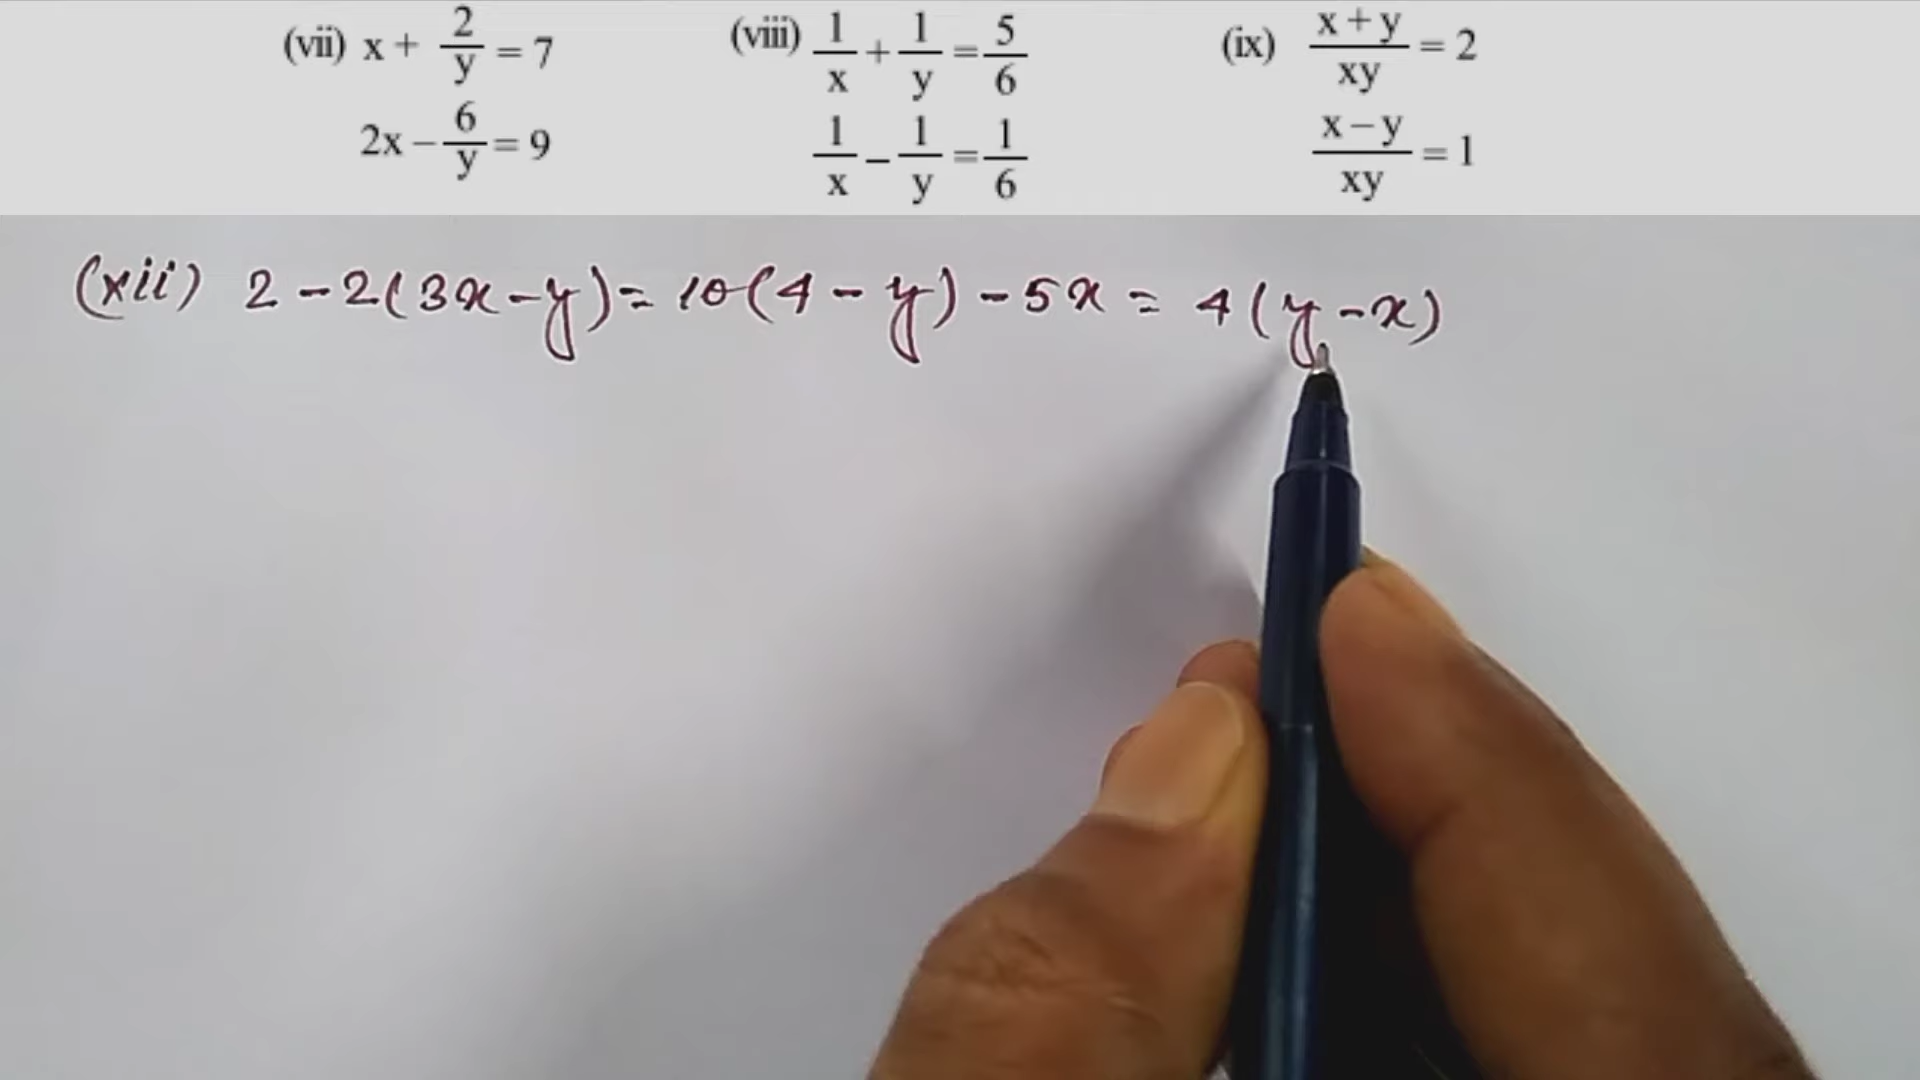 (vii) x + 2/y = 7 (viii) 1/x + 1/y = 5/6 (ix) x+y/xy = 2
2x − 6/y = 9 1/x − 1/y = 1/6 x−y/xy = 1
(xii) 2 - 2(3x - y) = 10(4 - y) - 5x = 4(y - x)